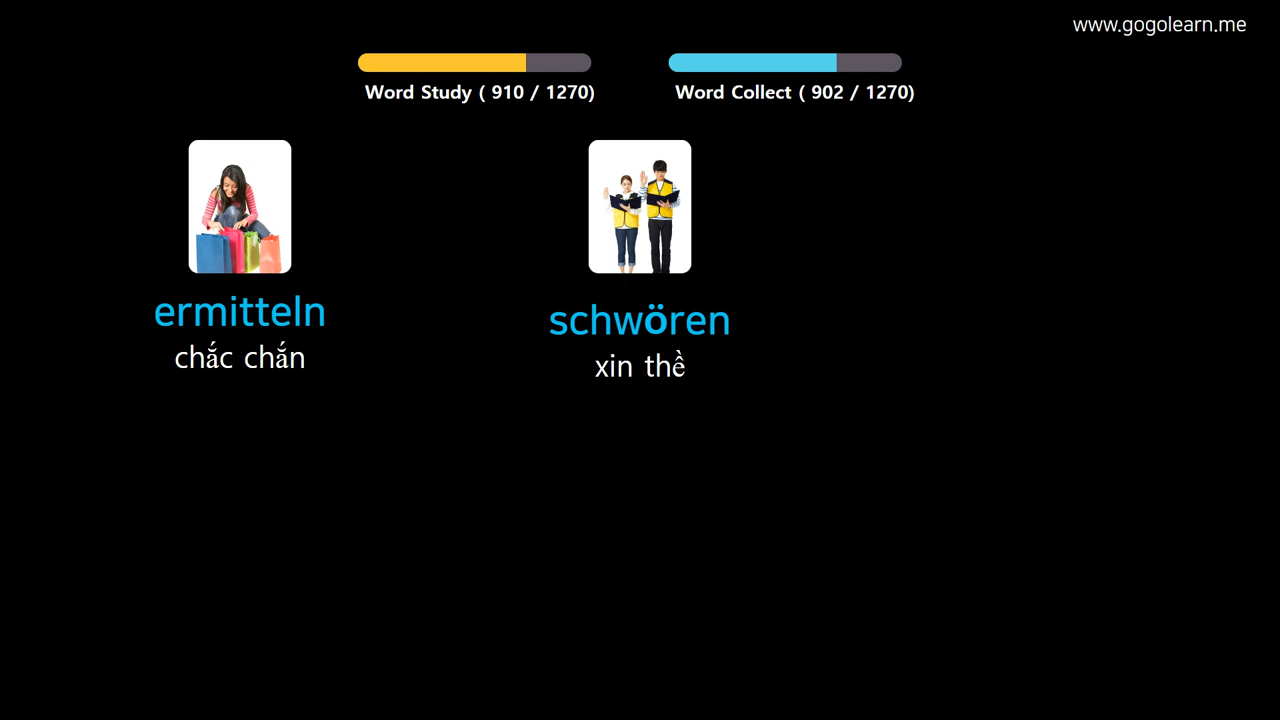 www.gogolearn.me
Word Study ( 910 / 1270)
Word Collect ( 902 / 1270)
ermitteln
chắc chắn
schwören
xin thề